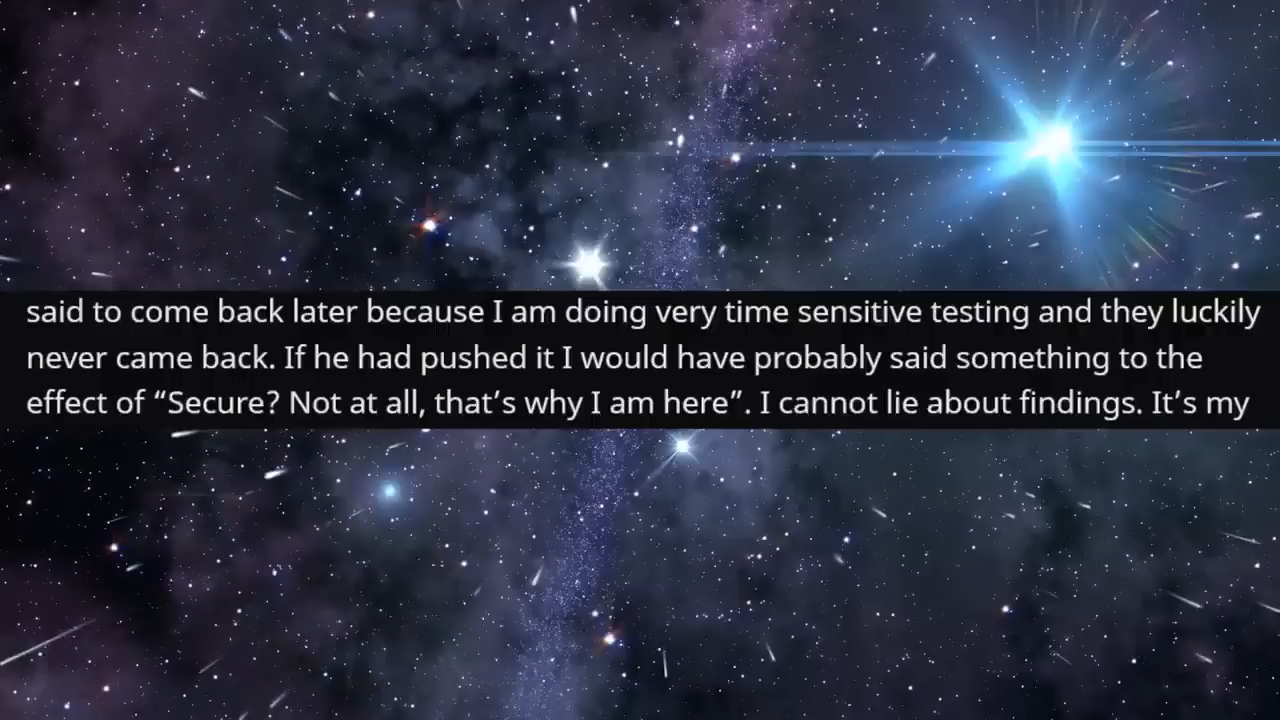 said to come back later because I am doing very time sensitive testing and they luckily
never came back. If he had pushed it I would have probably said something to the
effect of “Secure? Not at all, that’s why I am here”. I cannot lie about findings. It’s my